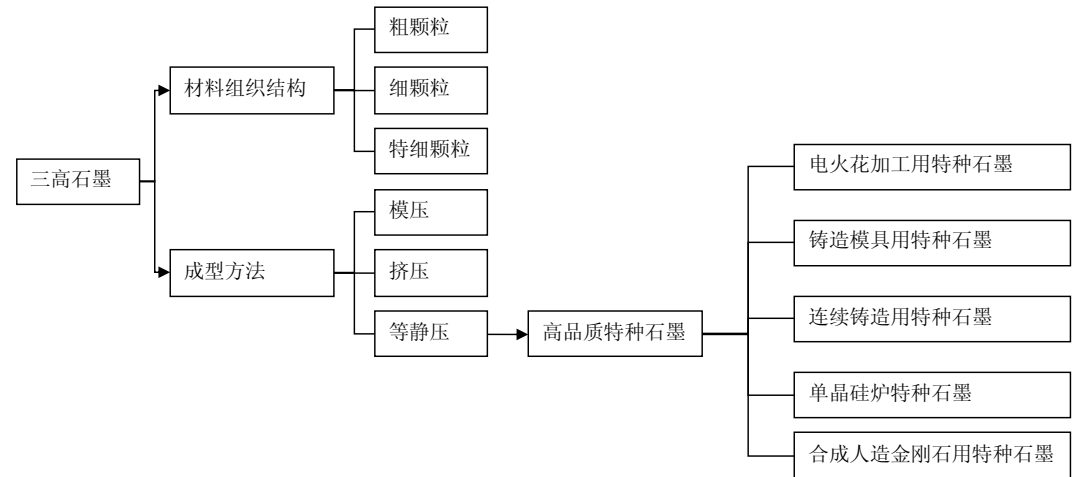 三高石墨
材料组织结构
粗颗粒
细颗粒
特细颗粒
成型方法
模压
挤压
等静压
高品质特种石墨
电火花加工用特种石墨
铸造模具用特种石墨
连续铸造用特种石墨
单晶硅炉特种石墨
合成人造金刚石用特种石墨